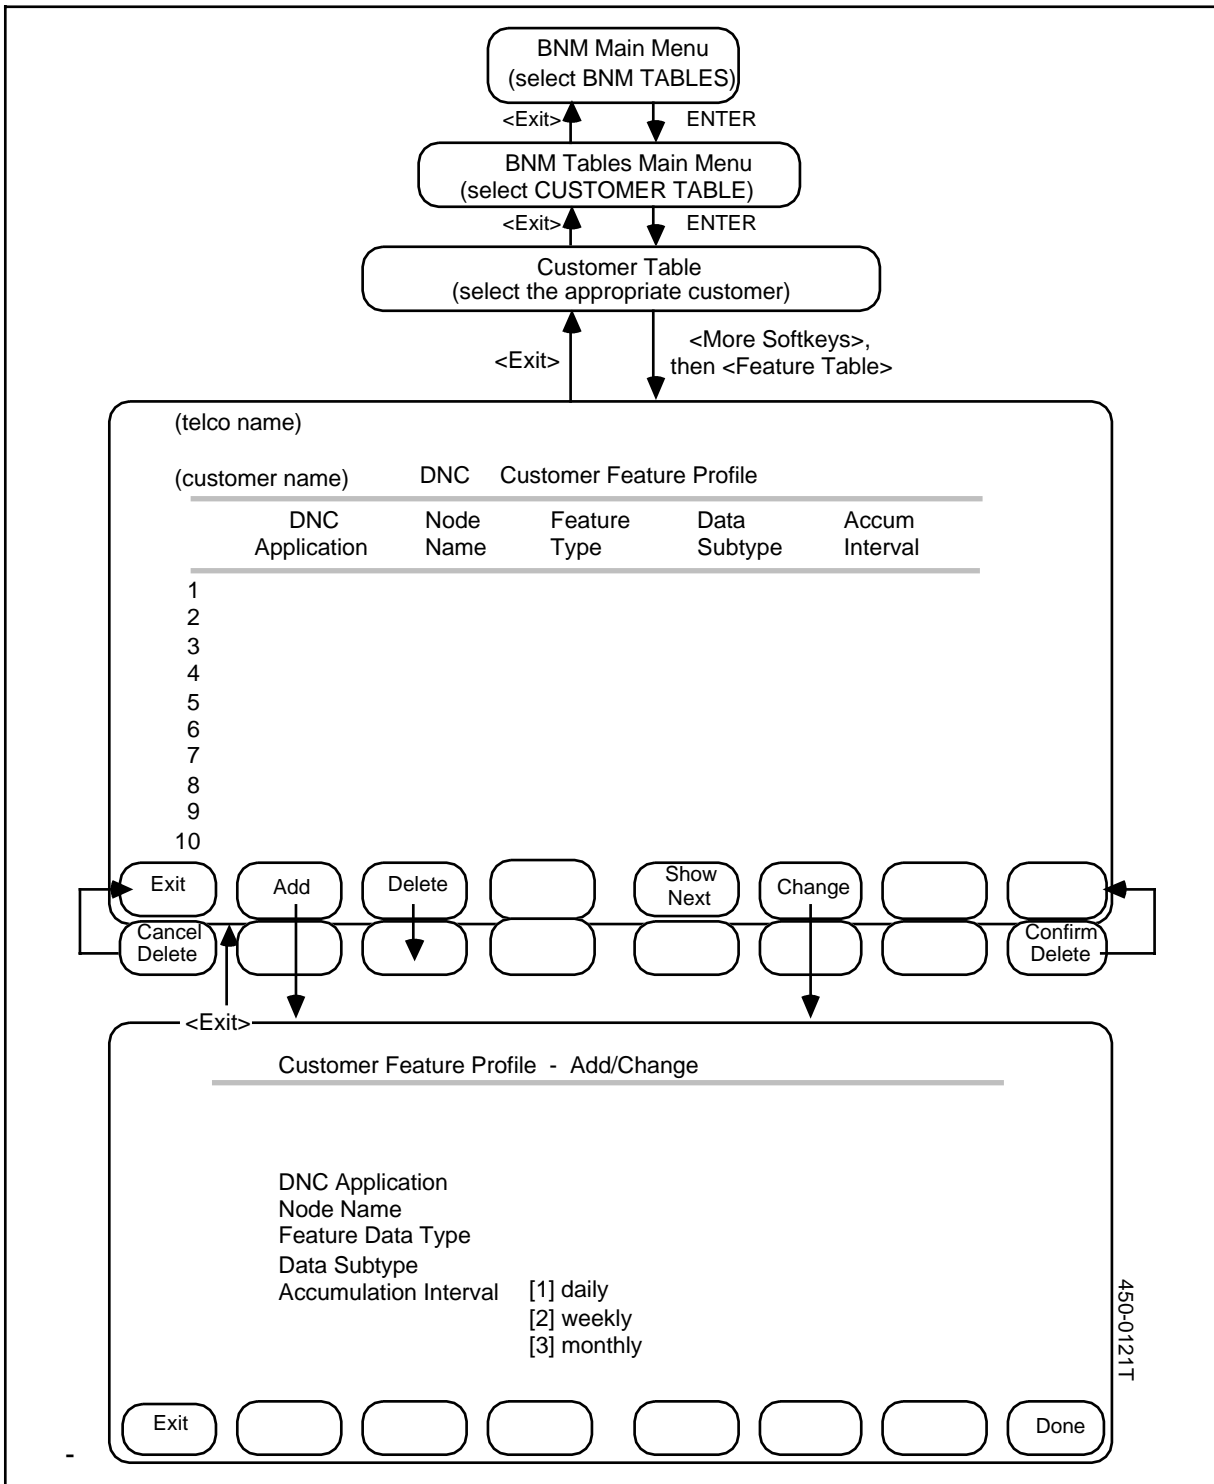 BNM Main Menu
(select BNM TABLES)
<Exit> ENTER
BNM Tables Main Menu
(select CUSTOMER TABLE)
<Exit> ENTER
Customer Table
(select the appropriate customer)
<Exit>
<More Softkeys>,
then <Feature Table>
(telco name)
(customer name) DNC Customer Feature Profile
DNC Application
Node Name
Feature Type
Data Subtype
Accum Interval
1
2
3
4
5
6
7
8
9
10
Exit
Add
Delete
Show Next
Change
Cancel Delete
Confirm Delete
<Exit>
Customer Feature Profile - Add/Change
DNC Application
Node Name
Feature Data Type
Data Subtype
Accumulation Interval [1] daily
[2] weekly
[3] monthly
450-0121T
Exit
Done
-